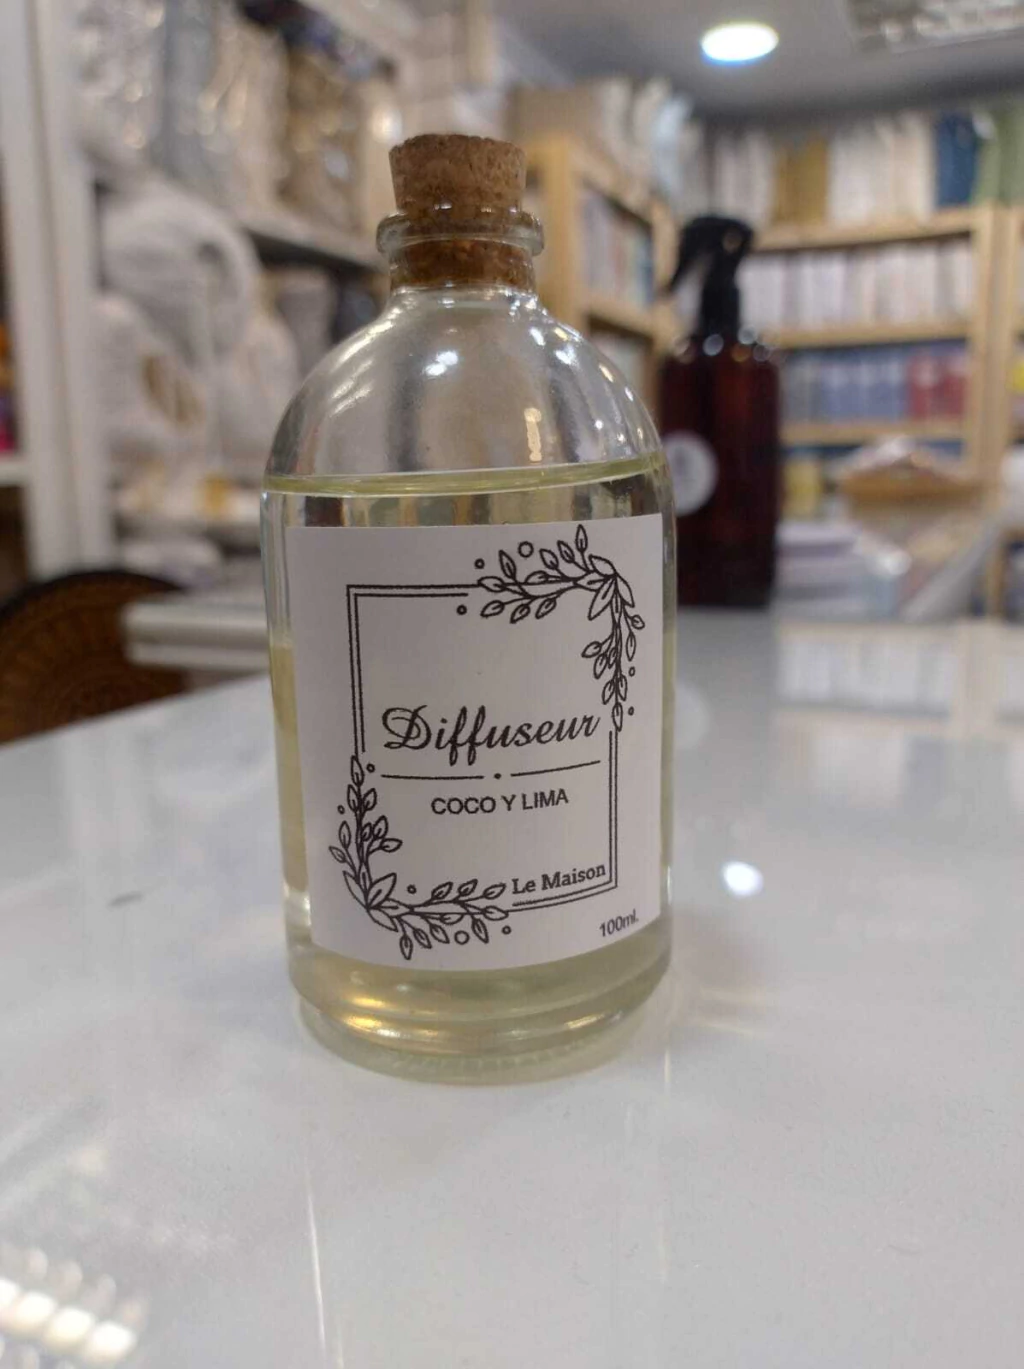 Diffuseur
COCO Y LIMA
Le Maison
100ml.